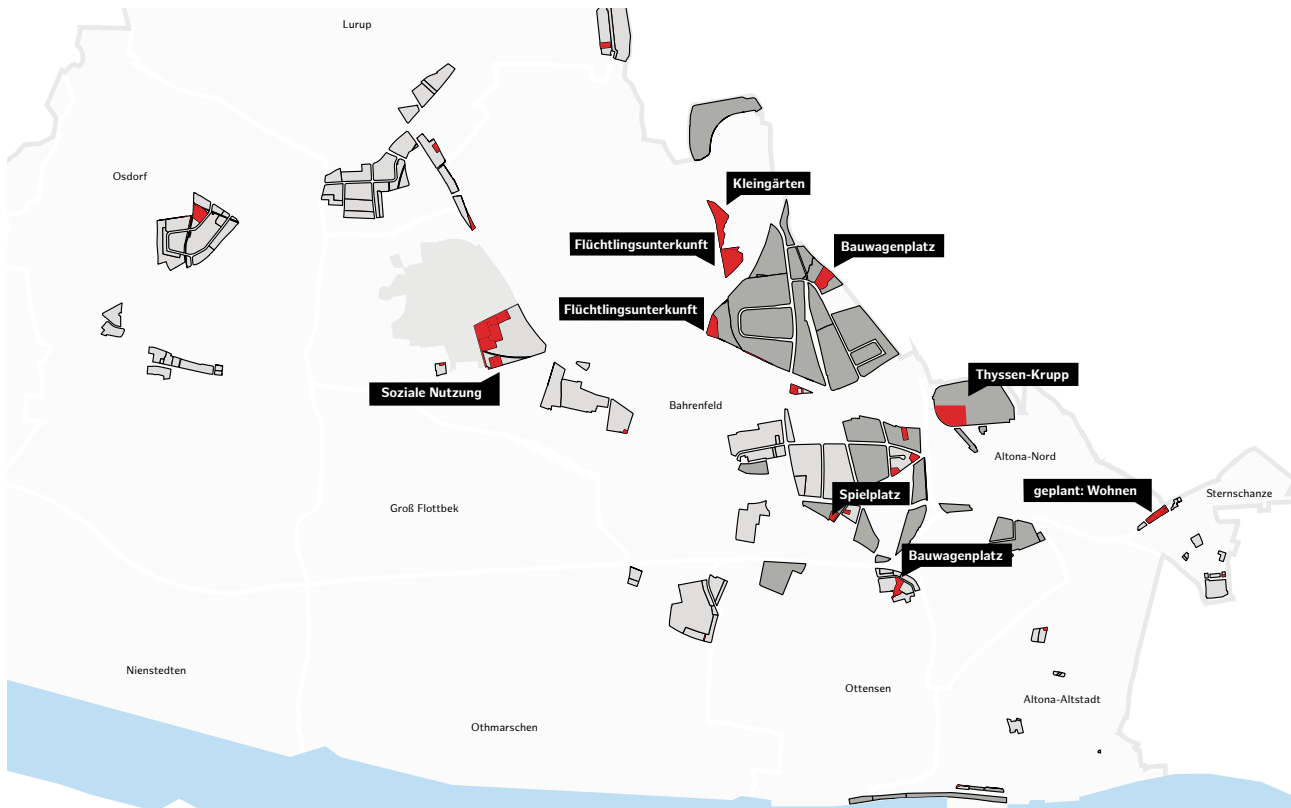 Lurup
Osdorf
Kleingärten
Flüchtlingsunterkunft
Bauwagenplatz
Flüchtlingsunterkunft
Thyssen-Krupp
Soziale Nutzung
Bahrenfeld
Altona-Nord
Spielplatz
geplant: Wohnen
Sternschanze
Groß Flottbek
Bauwagenplatz
Nienstedten
Ottensen
Altona-Altstadt
Othmarschen